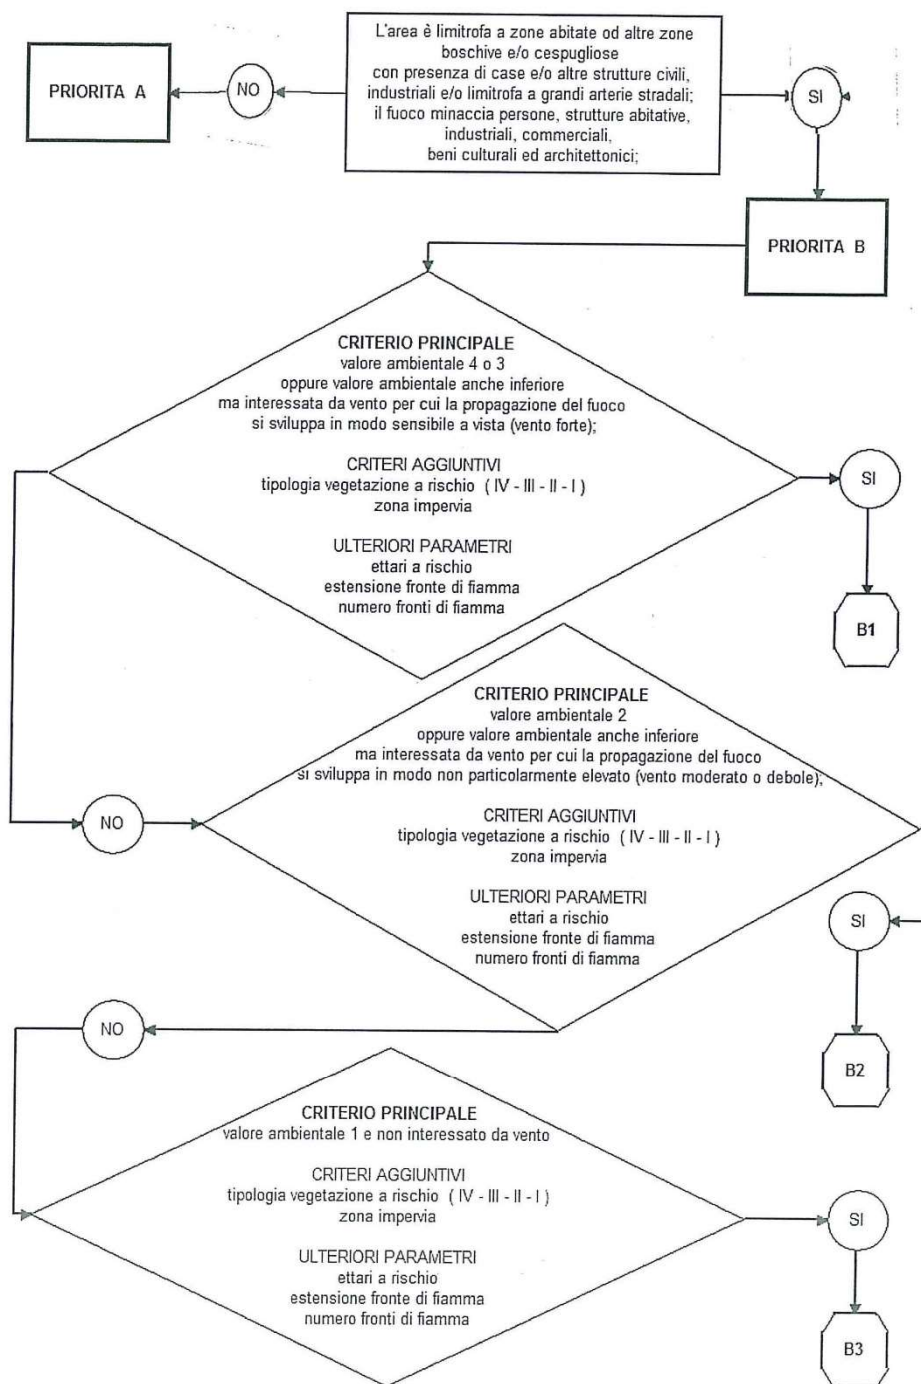 L'area è limitrofa a zone abitate od altre zone
boschive e/o cespugliose
con presenza di case e/o altre strutture civili,
industriali e/o limitrofa a grandi arterie stradali;
il fuoco minaccia persone, strutture abitative,
industriali, commerciali,
beni culturali ed architettonici;
PRIORITA A
NO
SI
PRIORITA B
CRITERIO PRINCIPALE
valore ambientale 4 o 3
oppure valore ambientale anche inferiore
ma interessata da vento per cui la propagazione del fuoco
si sviluppa in modo sensibile a vista (vento forte);
CRITERI AGGIUNTIVI
tipologia vegetazione a rischio ( IV - III - II - I )
zona impervia
ULTERIORI PARAMETRI
ettari a rischio
estensione fronte di fiamma
numero fronti di fiamma
SI
B1
CRITERIO PRINCIPALE
valore ambientale 2
oppure valore ambientale anche inferiore
ma interessata da vento per cui la propagazione del fuoco
si sviluppa in modo non particolarmente elevato (vento moderato o debole);
NO
CRITERI AGGIUNTIVI
tipologia vegetazione a rischio ( IV - III - II - I )
zona impervia
ULTERIORI PARAMETRI
ettari a rischio
estensione fronte di fiamma
numero fronti di fiamma
SI
B2
NO
CRITERIO PRINCIPALE
valore ambientale 1 e non interessato da vento
CRITERI AGGIUNTIVI
tipologia vegetazione a rischio ( IV - III - II - I )
zona impervia
ULTERIORI PARAMETRI
ettari a rischio
estensione fronte di fiamma
numero fronti di fiamma
SI
B3